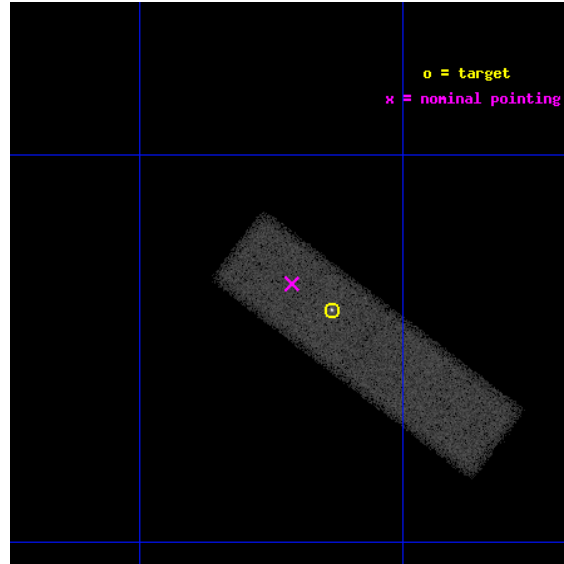 o = target
x = nominal pointing